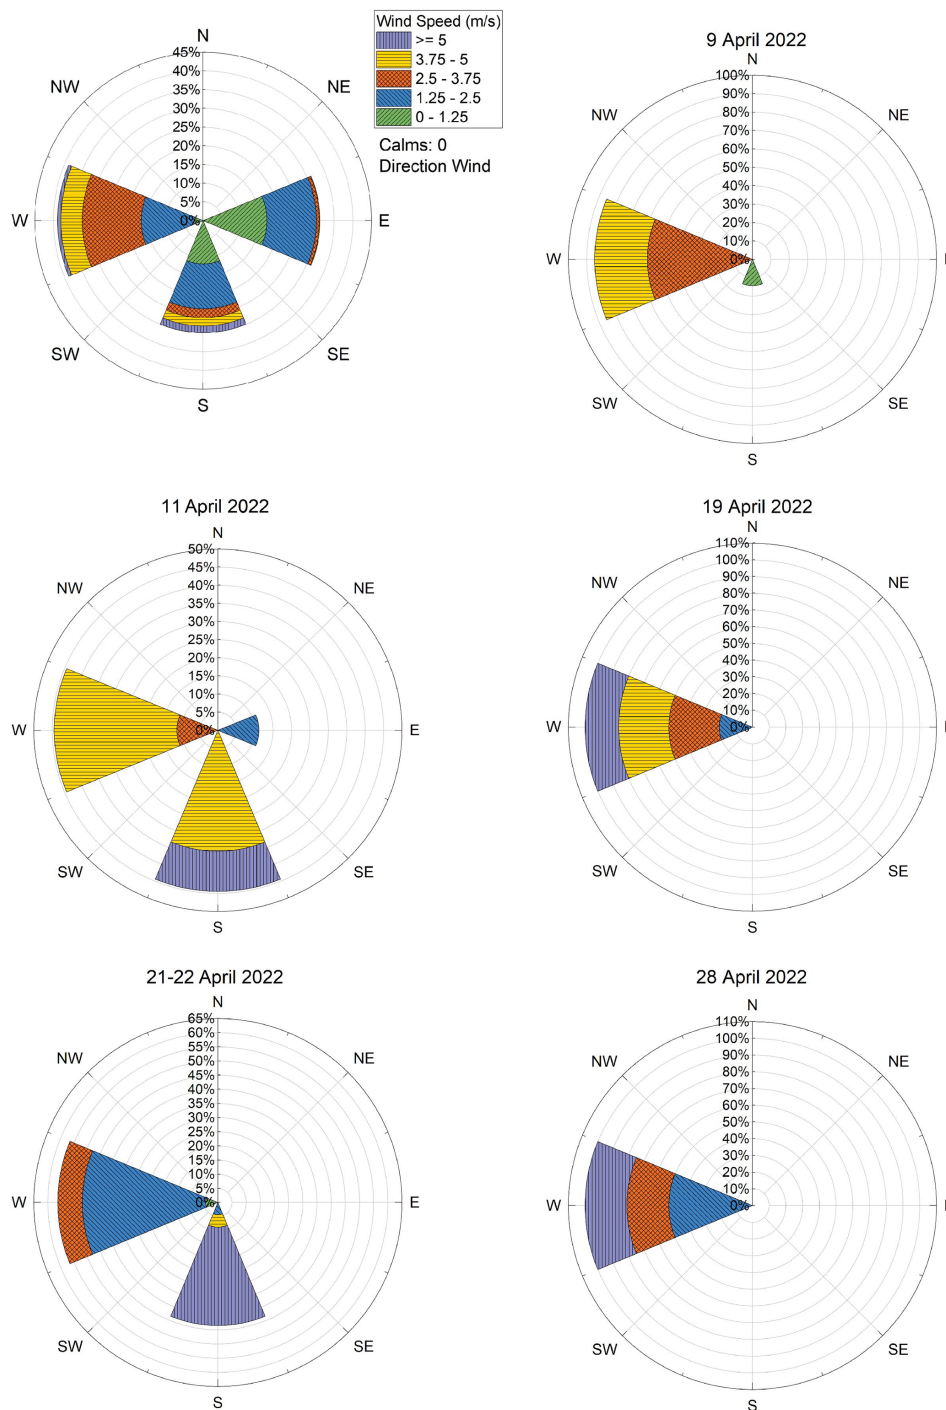 Wind Speed (m/s)
>= 5
3.75 - 5
2.5 - 3.75
1.25 - 2.5
0 - 1.25
Calms: 0
Direction Wind
N
45%
40%
35%
30%
25%
20%
15%
10%
5%
0%
NW
NE
W
E
SW
SE
S
9 April 2022
N
100%
90%
80%
70%
60%
50%
40%
30%
20%
10%
0%
NW
NE
W
SW
SE
S
11 April 2022
N
50%
45%
40%
35%
30%
25%
20%
15%
10%
5%
0%
NW
NE
W
E
SW
SE
S
19 April 2022
N
110%
100%
90%
80%
70%
60%
50%
40%
30%
20%
10%
0%
NW
NE
W
SW
SE
S
21-22 April 2022
N
65%
60%
55%
50%
45%
40%
35%
30%
25%
20%
15%
10%
5%
0%
NW
NE
W
E
SW
SE
S
28 April 2022
N
110%
100%
90%
80%
70%
60%
50%
40%
30%
20%
10%
0%
NW
NE
W
SW
SE
S